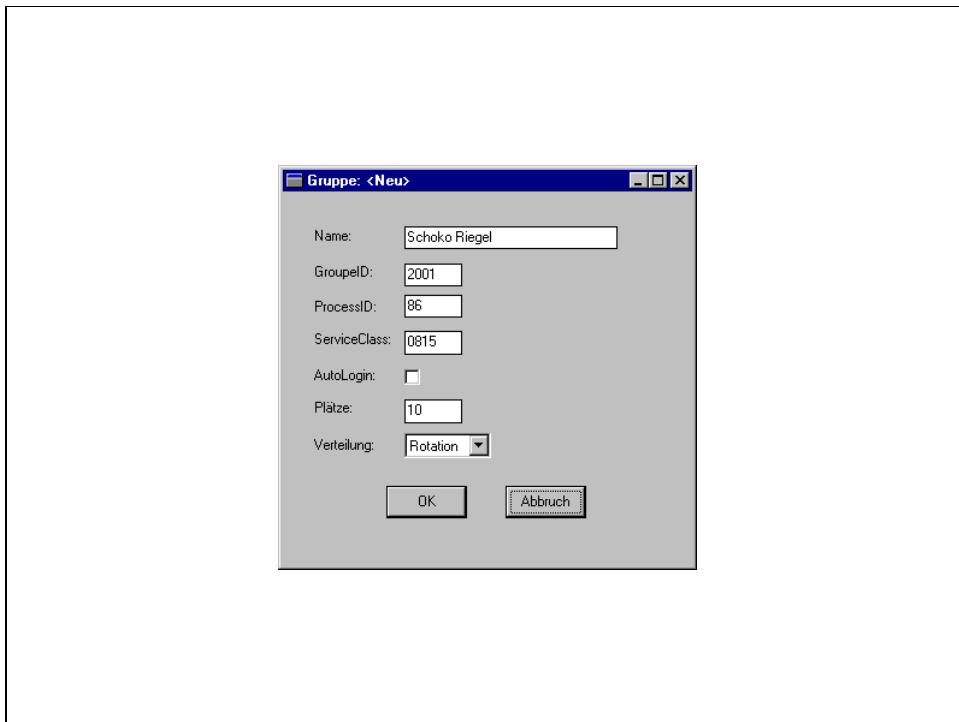 Gruppe: <Neu>
Name: Schoko Riegel
GroupeID: 2001
ProcessID: 86
ServiceClass: 0815
AutoLogin:
Plätze: 10
Verteilung: Rotation
OK Abbruch